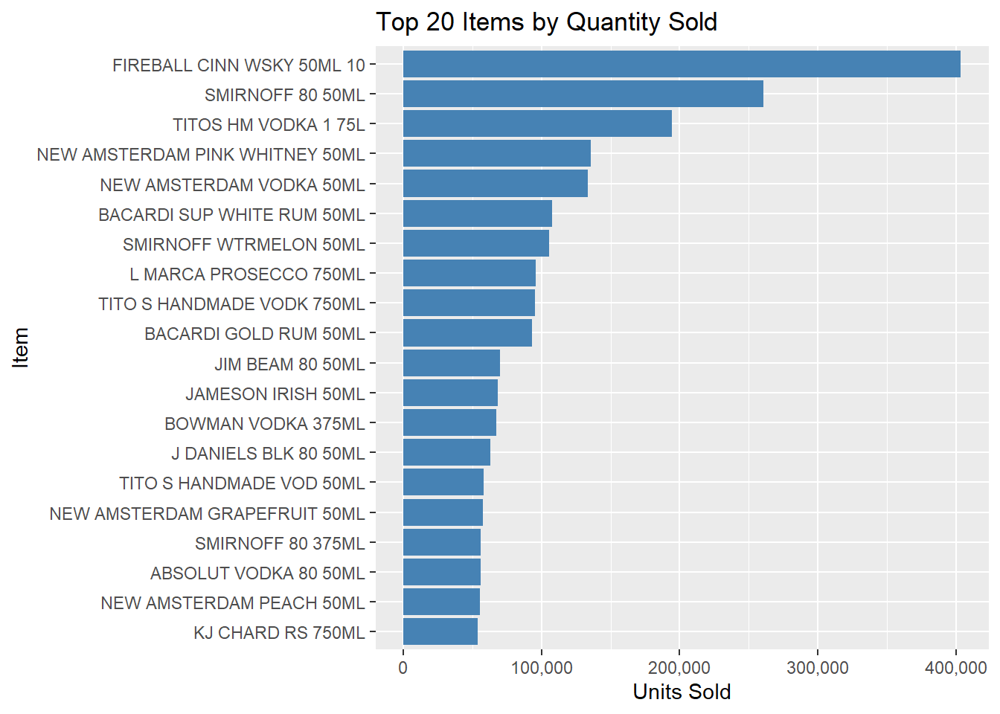 Top 20 Items by Quantity Sold
FIREBALL CINN WSKY 50ML 10
SMIRNOFF 80 50ML
TITOS HM VODKA 1 75L
NEW AMSTERDAM PINK WHITNEY 50ML
NEW AMSTERDAM VODKA 50ML
BACARDI SUP WHITE RUM 50ML
SMIRNOFF WTRMELON 50ML
L MARCA PROSECCO 750ML
TITO S HANDMADE VODK 750ML
BACARDI GOLD RUM 50ML
JIM BEAM 80 50ML
JAMESON IRISH 50ML
BOWMAN VODKA 375ML
J DANIELS BLK 80 50ML
TITO S HANDMADE VOD 50ML
NEW AMSTERDAM GRAPEFRUIT 50ML
SMIRNOFF 80 375ML
ABSOLUT VODKA 80 50ML
NEW AMSTERDAM PEACH 50ML
KJ CHARD RS 750ML
Item
0 100,000 200,000 300,000 400,000
Units Sold